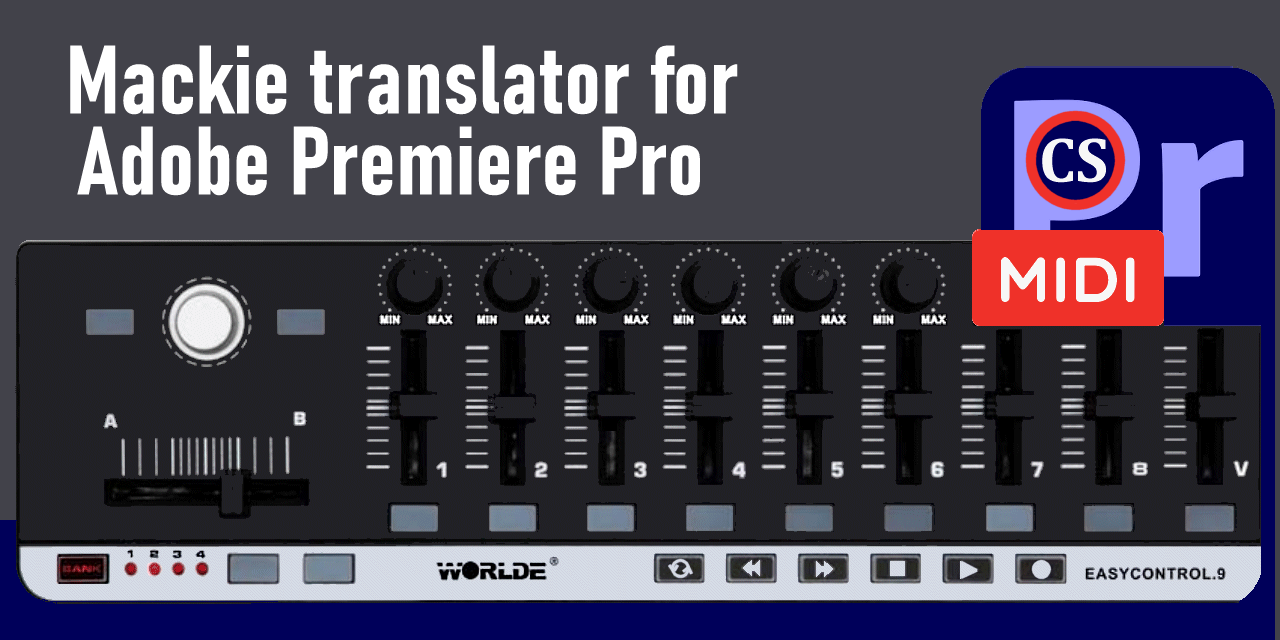 Mackie translator for
Adobe Premiere Pro
Pr
CS
MIDI
MIN MAX MIN MAX MIN MAX MIN MAX MIN MAX MIN MAX
A B
1 2 3 4 5 6 7 8 V
1 2 3 4
BANK
WORLDE®
EASYCONTROL.9